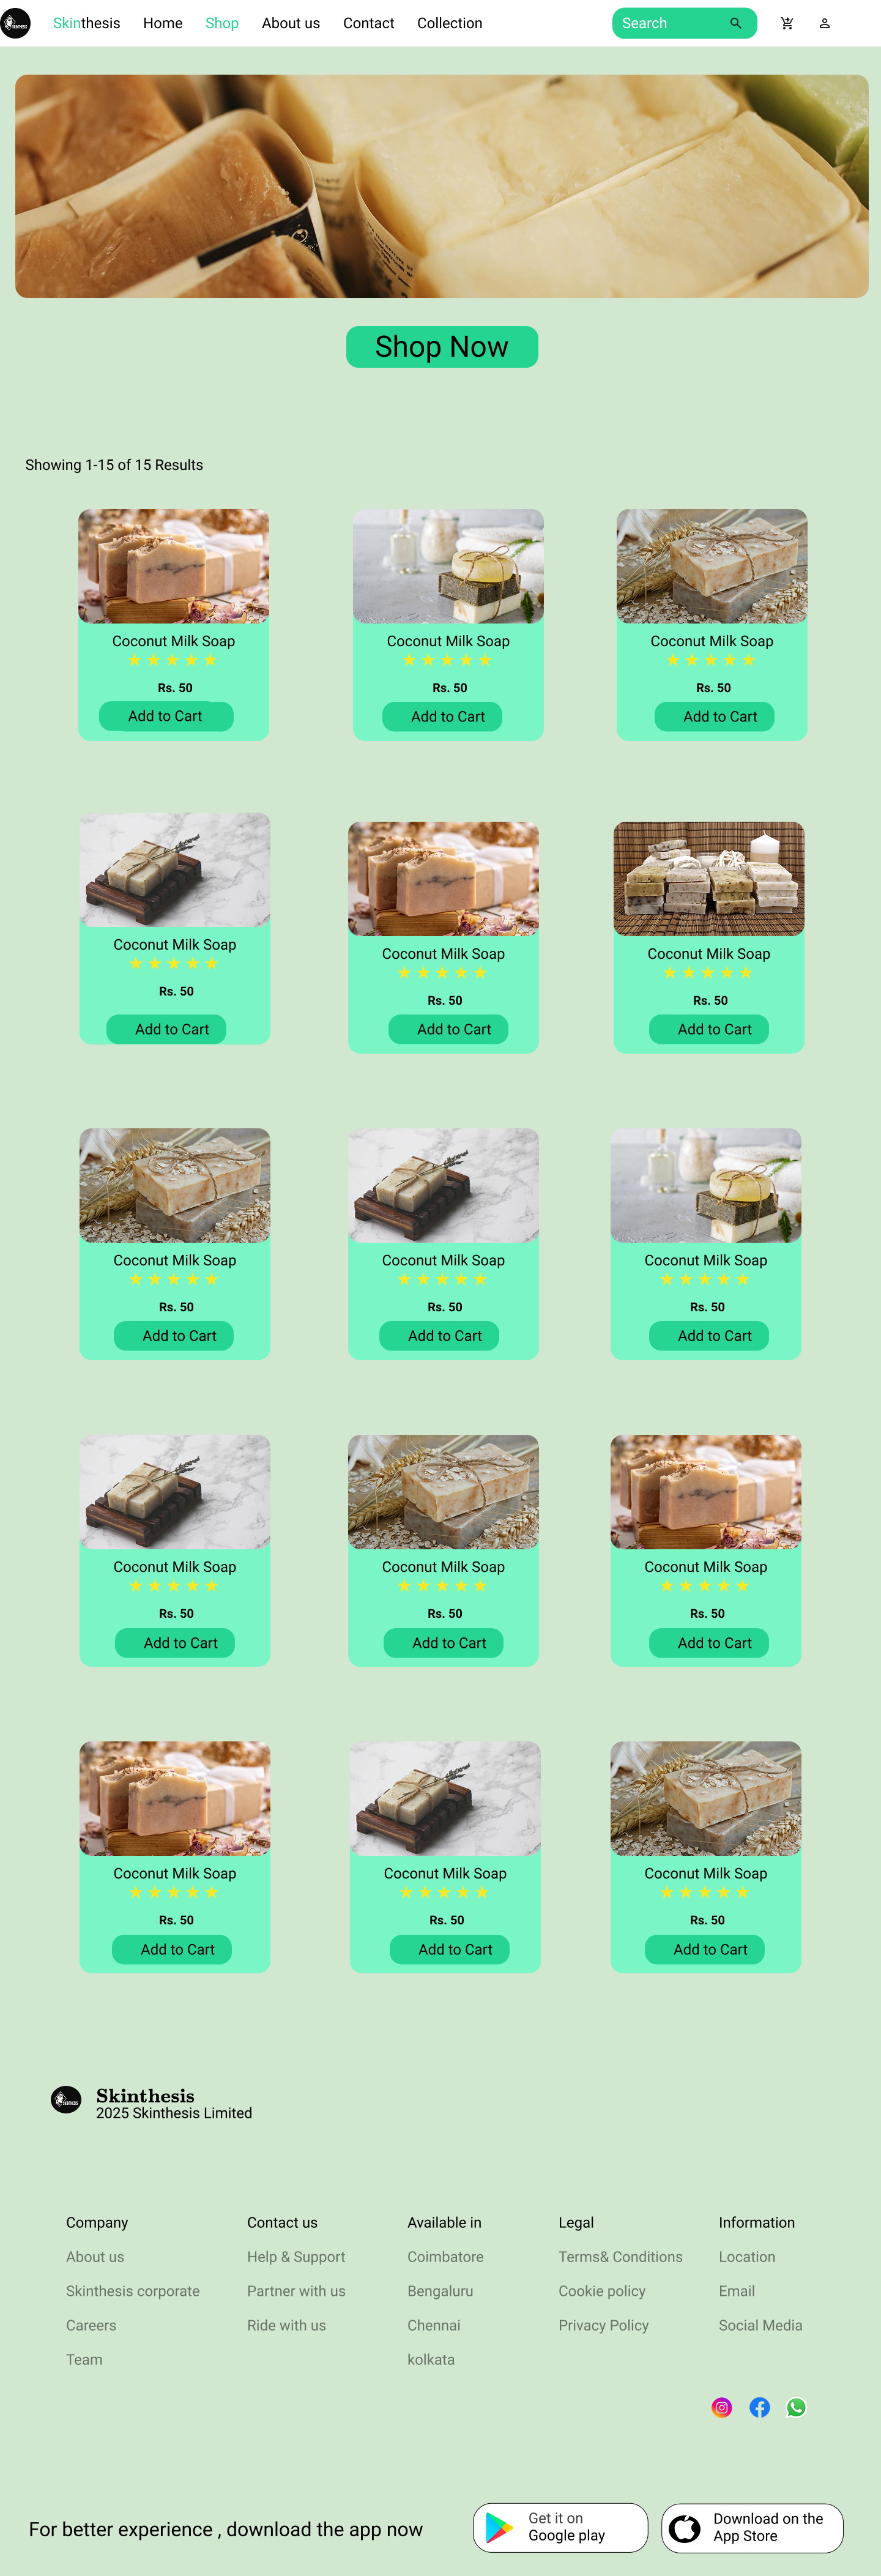 Skinthesis Home Shop About us Contact Collection Search
Shop Now
Showing 1-15 of 15 Results
Coconut Milk Soap Coconut Milk Soap Coconut Milk Soap
Rs. 50 Rs. 50 Rs. 50
Add to Cart Add to Cart Add to Cart
Coconut Milk Soap Coconut Milk Soap Coconut Milk Soap
Rs. 50 Rs. 50 Rs. 50
Add to Cart Add to Cart Add to Cart
Coconut Milk Soap Coconut Milk Soap Coconut Milk Soap
Rs. 50 Rs. 50 Rs. 50
Add to Cart Add to Cart Add to Cart
Coconut Milk Soap Coconut Milk Soap Coconut Milk Soap
Rs. 50 Rs. 50 Rs. 50
Add to Cart Add to Cart Add to Cart
Coconut Milk Soap Coconut Milk Soap Coconut Milk Soap
Rs. 50 Rs. 50 Rs. 50
Add to Cart Add to Cart Add to Cart
Skinthesis
2025 Skinthesis Limited
Company Contact us Available in Legal Information
About us Help & Support Coimbatore Terms& Conditions Location
Skinthesis corporate Partner with us Bengaluru Cookie policy Email
Careers Ride with us Chennai Privacy Policy Social Media
Team kolkata
For better experience , download the app now
Get it on
Google play
Download on the
App Store